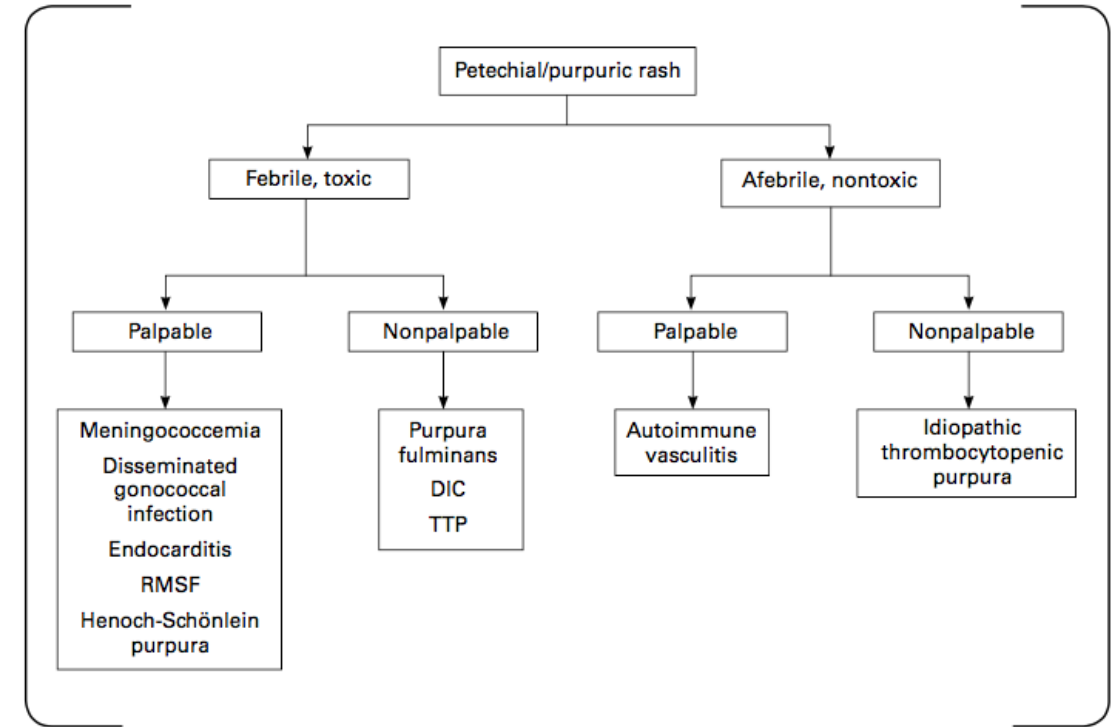 Petechial/purpuric rash
Febrile, toxic
Afebrile, nontoxic
Palpable
Nonpalpable
Palpable
Nonpalpable
Meningococcemia
Disseminated
gonococcal
infection
Endocarditis
RMSF
Henoch-Schönlein
purpura
Purpura
fulminans
DIC
TTP
Autoimmune
vasculitis
Idiopathic
thrombocytopenic
purpura